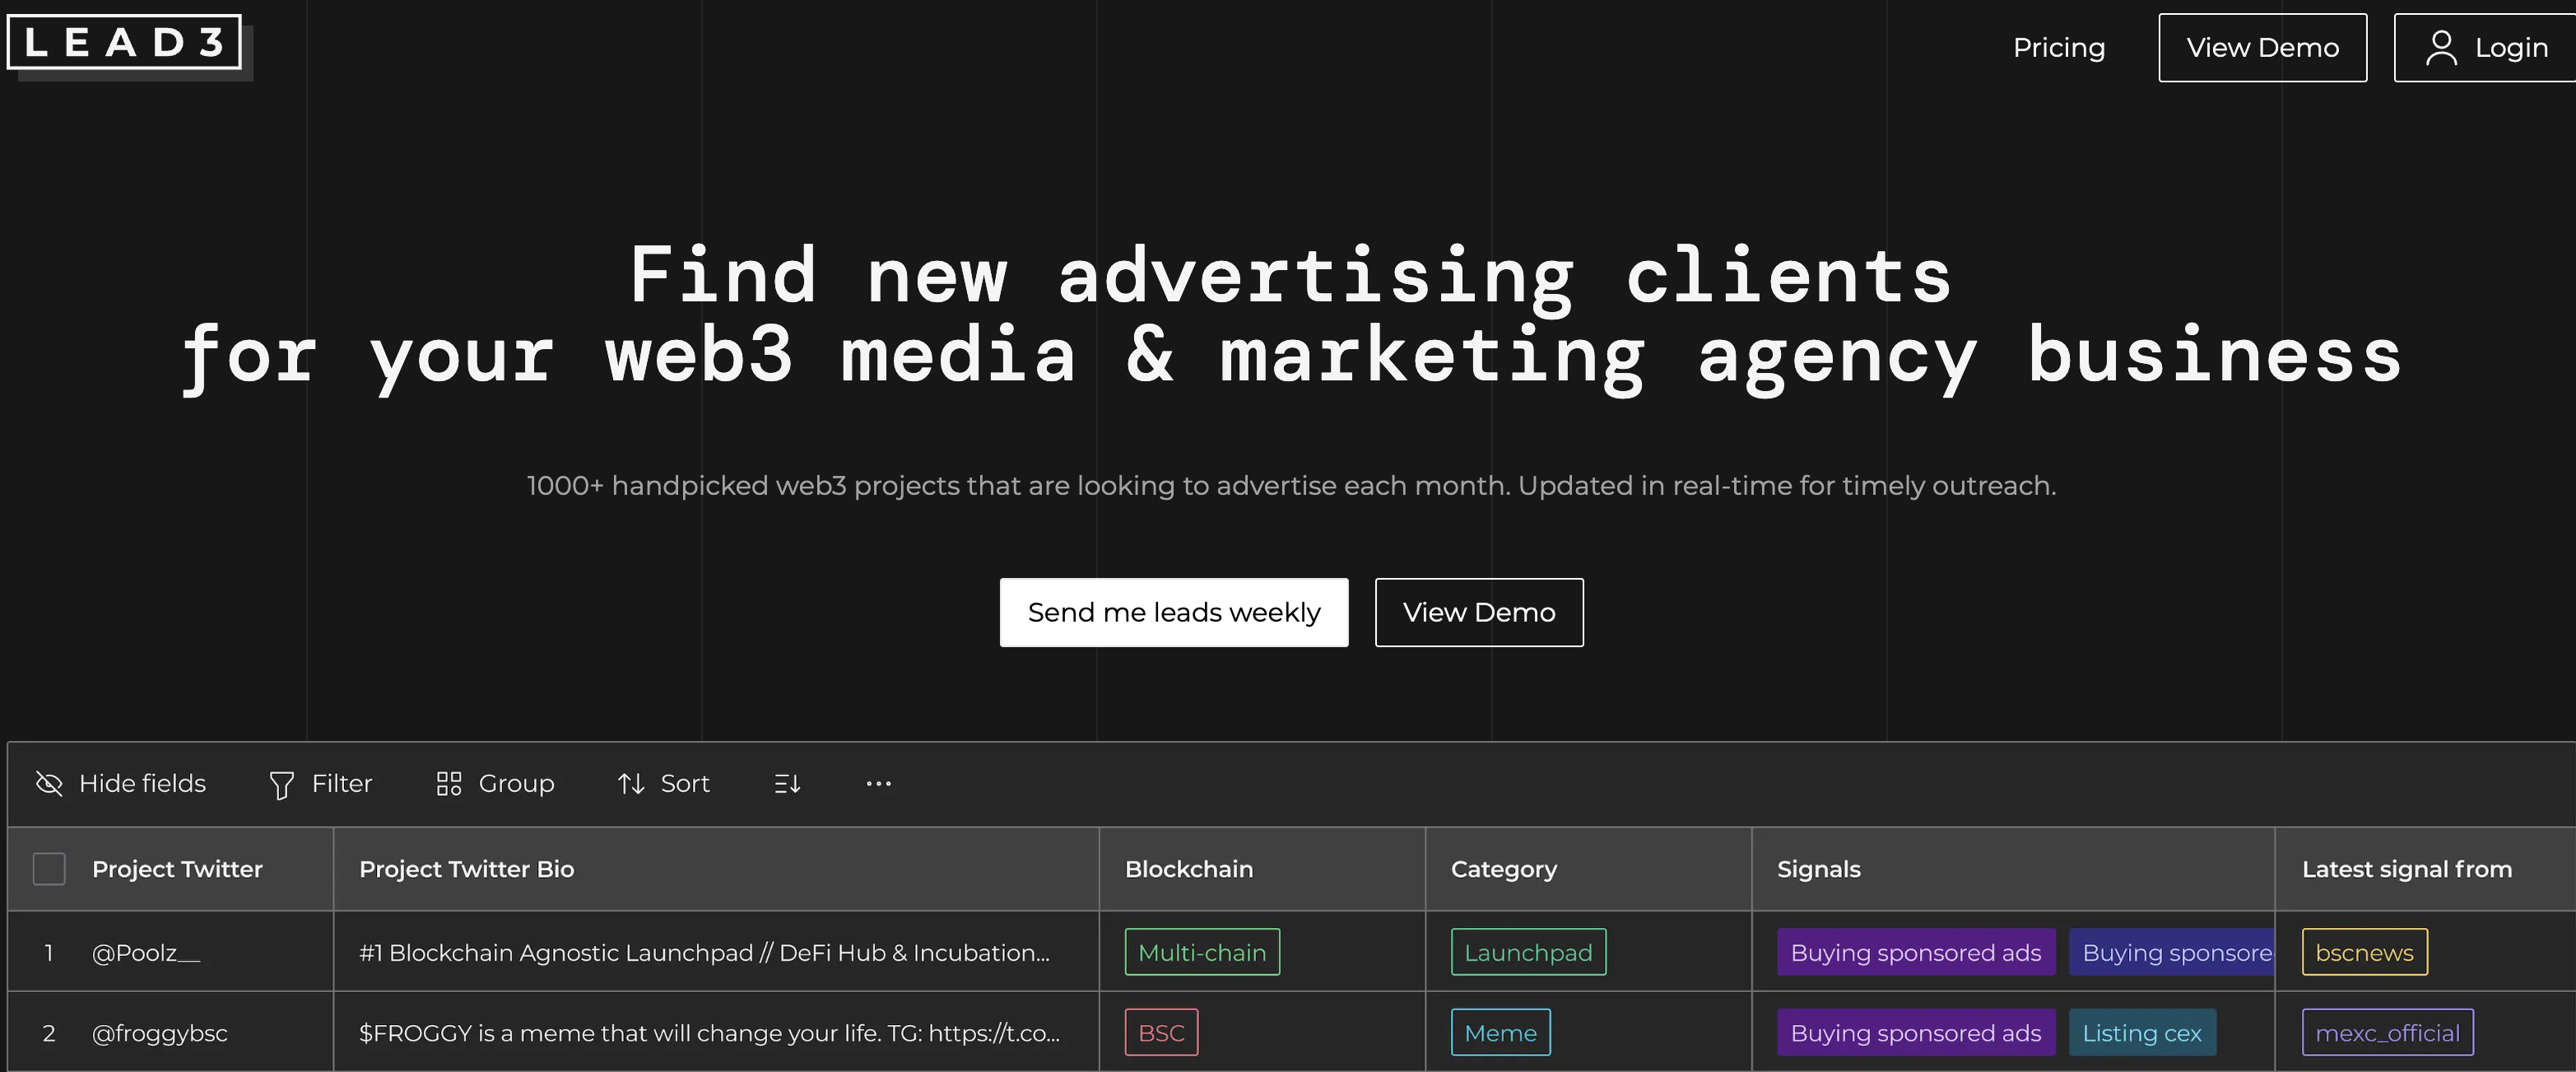 LEAD3
Pricing
View Demo
Login
Find new advertising clients
for your web3 media & marketing agency business
1000+ handpicked web3 projects that are looking to advertise each month. Updated in real-time for timely outreach.
Send me leads weekly
View Demo
Hide fields
Filter
Group
Sort
Project Twitter
Project Twitter Bio
Blockchain
Category
Signals
Latest signal from
1
@Poolz__
#1 Blockchain Agnostic Launchpad // DeFi Hub & Incubation...
Multi-chain
Launchpad
Buying sponsored ads
Buying sponsore
bscnews
2
@froggybsc
$FROGGY is a meme that will change your life. TG: https://t.co...
BSC
Meme
Buying sponsored ads
Listing cex
mexc_official